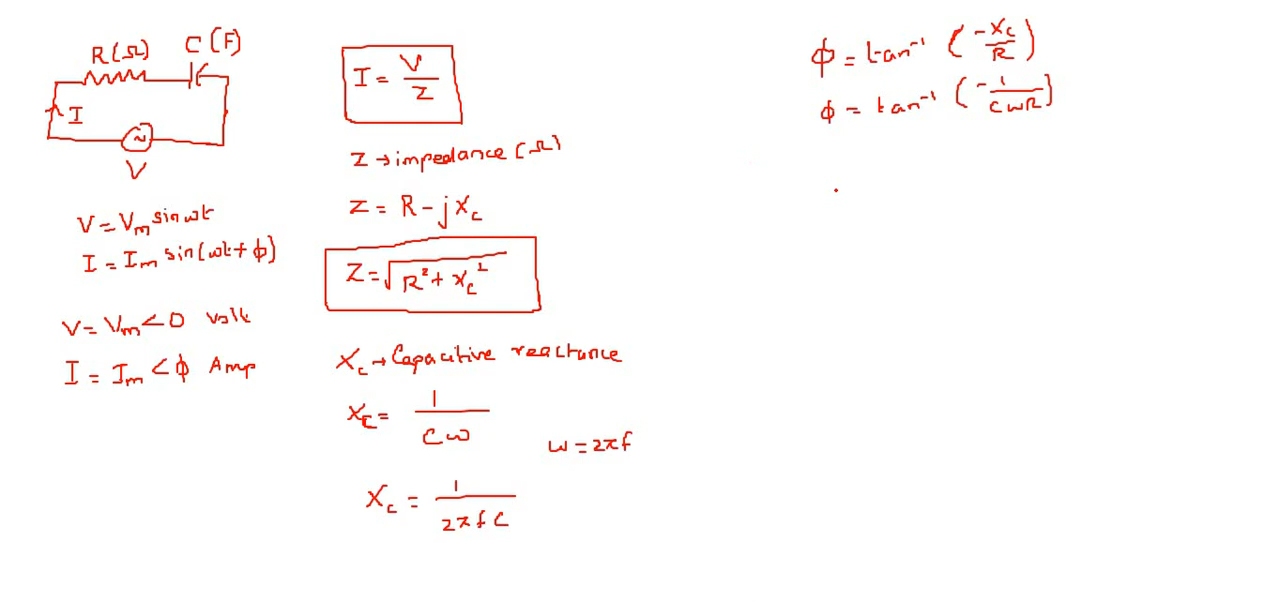 R(Ω) C (F)
I
V
V = Vm sin ωt
I = Im sin(ωt + ϕ)
V = Vm < 0 Volt
I = Im < ϕ Amp
I = V/Z
Z → impedance (Ω)
Z = R - j Xc
Z = √R² + Xc²
Xc → Capacitive reactance
Xc = 1/Cω
ω = 2πf
Xc = 1/2πfC
ϕ = tan⁻¹ (-Xc/R)
ϕ = tan⁻¹ (-1/CωR)